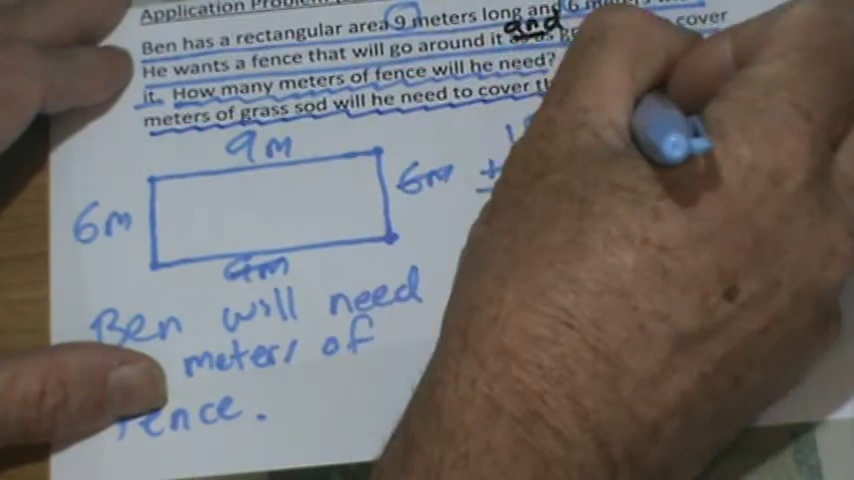 Application Problem
Ben has a rectangular area 9 meters long and 6
He wants a fence that will go around it and cover
it. How many meters of fence will he need?
meters of grass sod will he need to cover
9m
6m
6m
9m
+
Ben will need
meters of
fence.